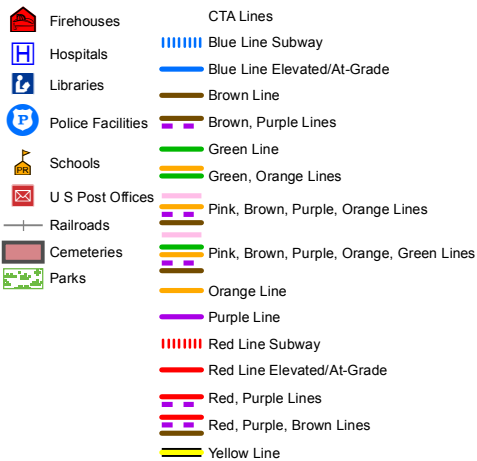 Firehouses
Hospitals
Libraries
P
Police Facilities
PR
Schools
U S Post Offices
Railroads
Cemeteries
Parks
CTA Lines
Blue Line Subway
Blue Line Elevated/At-Grade
Brown Line
Brown, Purple Lines
Green Line
Green, Orange Lines
Pink, Brown, Purple, Orange Lines
Pink, Brown, Purple, Orange, Green Lines
Orange Line
Purple Line
Red Line Subway
Red Line Elevated/At-Grade
Red, Purple Lines
Red, Purple, Brown Lines
Yellow Line